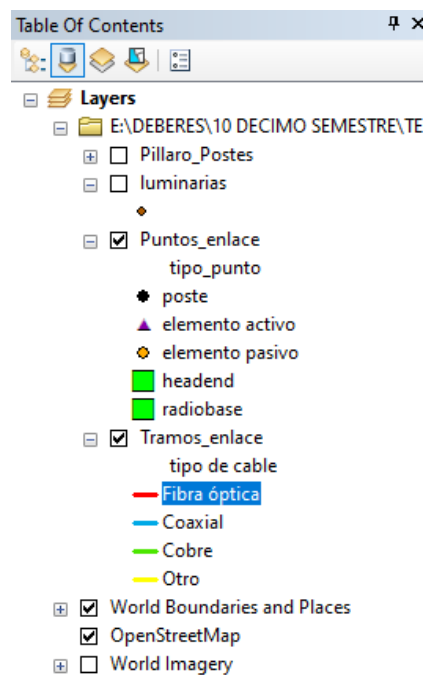 Table Of Contents
Layers
E:\DEBERES\10 DECIMO SEMESTRE\TE
Pillaro_Postes
luminarias
Puntos_enlace
tipo_punto
poste
elemento activo
elemento pasivo
headend
radiobase
Tramos_enlace
tipo de cable
Fibra óptica
Coaxial
Cobre
Otro
World Boundaries and Places
OpenStreetMap
World Imagery